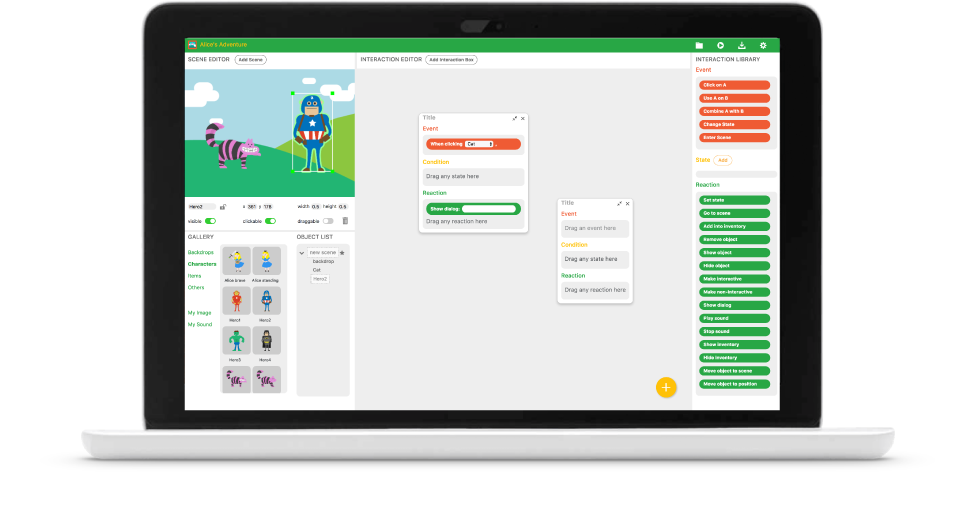 Alice's Adventure
SCENE EDITOR
Add Scene
Hero2
x 361 y 178
width 0.5 height 0.5
visible
clickable
draggable
GALLERY
Backdrops
Characters
Items
Others
My Image
My Sound
Alice brave
Alice standing
Hero1
Hero2
Hero3
Hero4
OBJECT LIST
new scene
backdrop
Cat
Hero2
INTERACTION EDITOR
Add Interaction Box
Title
Event
When clicking Cat .
Condition
Drag any state here
Reaction
Show dialog:
Drag any reaction here
Title
Event
Drag an event here
Condition
Drag any state here
Reaction
Drag any reaction here
+
INTERACTION LIBRARY
Event
Click on A
Use A on B
Combine A with B
Change State
Enter Scene
State
Add
Reaction
Set state
Go to scene
Add into inventory
Remove object
Show object
Hide object
Make interactive
Make non-interactive
Show dialog
Play sound
Stop sound
Show inventory
Hide inventory
Move object to scene
Move object to position